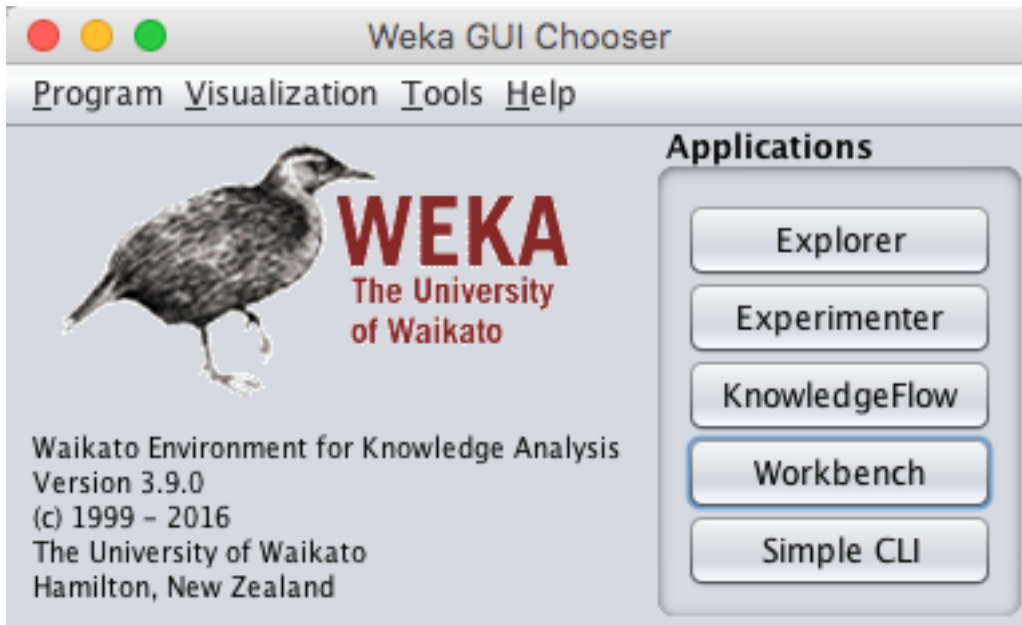 Weka GUI Chooser
Program Visualization Tools Help
WEKA
The University
of Waikato
Waikato Environment for Knowledge Analysis
Version 3.9.0
(c) 1999 – 2016
The University of Waikato
Hamilton, New Zealand
Applications
Explorer
Experimenter
KnowledgeFlow
Workbench
Simple CLI